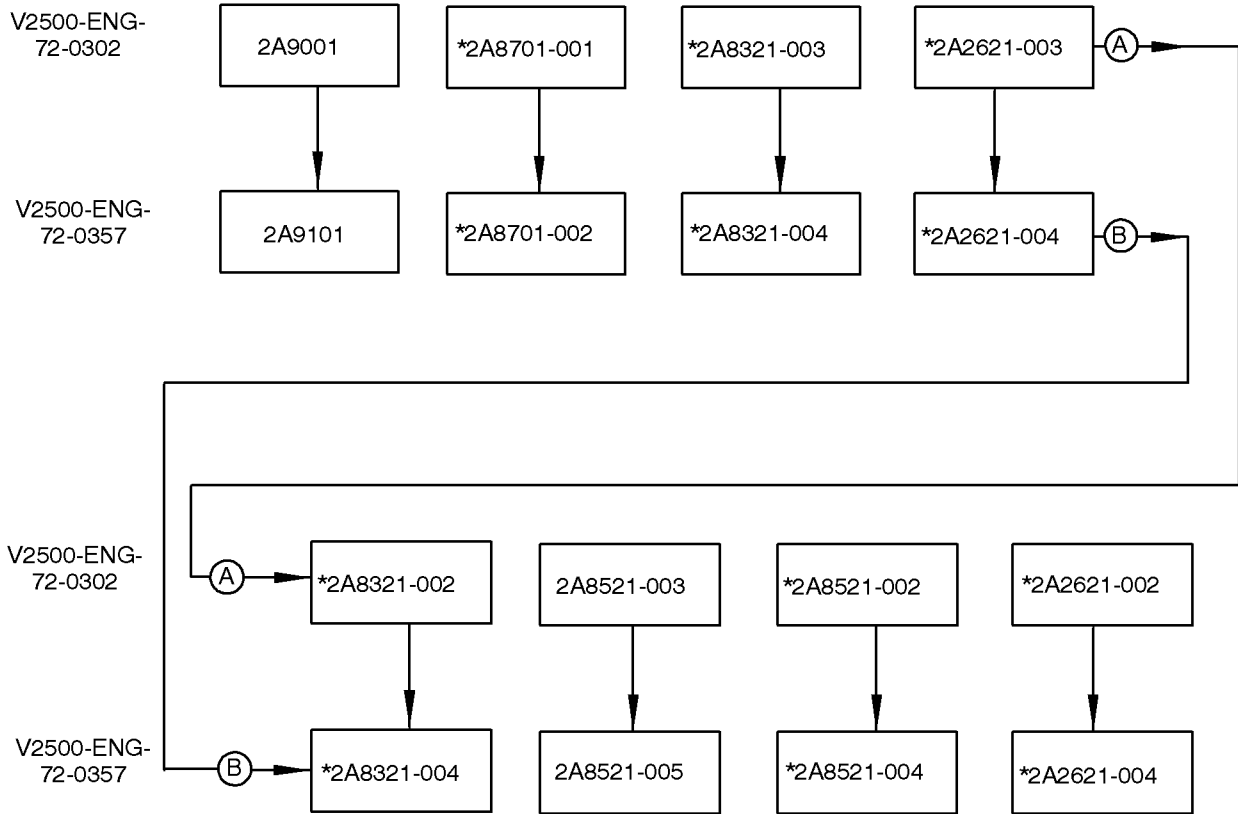 V2500-ENG-
72-0302
2A9001
*2A8701-001
*2A8321-003
*2A2621-003
A
V2500-ENG-
72-0357
2A9101
*2A8701-002
*2A8321-004
*2A2621-004
B
V2500-ENG-
72-0302
A
*2A8321-002
2A8521-003
*2A8521-002
*2A2621-002
V2500-ENG-
72-0357
B
*2A8321-004
2A8521-005
*2A8521-004
*2A2621-004